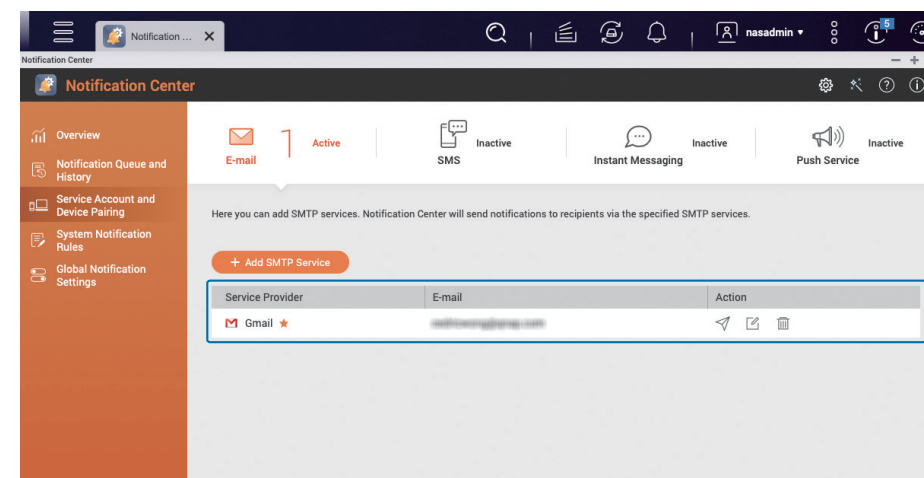 Notification ...
nasadmin
5
Notification Center
Notification Center
Overview
Notification Queue and
History
Service Account and
Device Pairing
System Notification
Rules
Global Notification
Settings
E-mail
1
Active
SMS
Inactive
Instant Messaging
Inactive
Push Service
Inactive
Here you can add SMTP services. Notification Center will send notifications to recipients via the specified SMTP services.
+ Add SMTP Service
Service Provider E-mail Action
Gmail